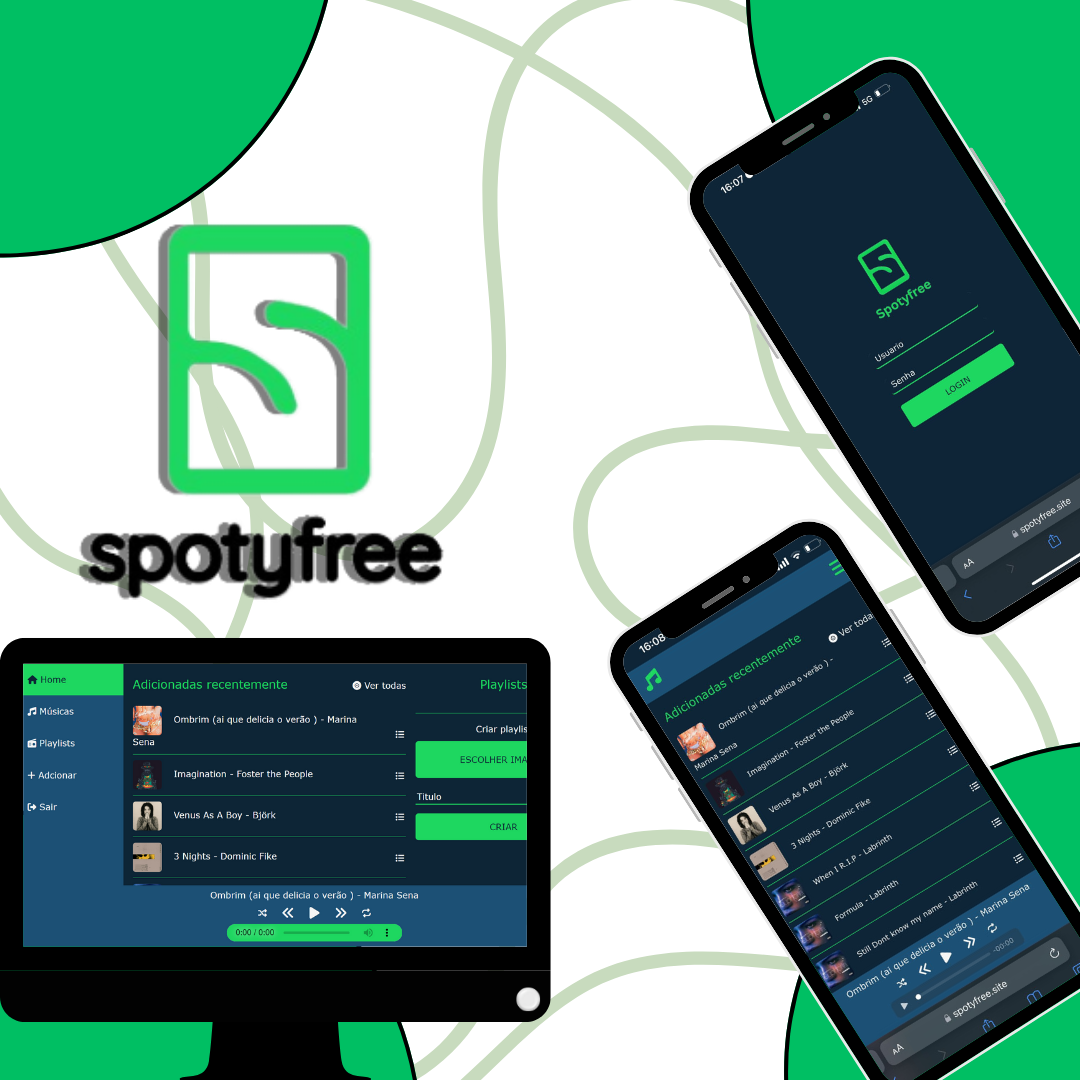 spotyfree
16:07
5G
Spotyfree
Usuario
Senha
LOGIN
AA
spotyfree.site
Home
Músicas
Playlists
Adcionar
Sair
Adicionadas recentemente
Ver todas
Ombrim (ai que delicia o verão ) - Marina
Sena
Imagination - Foster the People
Venus As A Boy - Björk
3 Nights - Dominic Fike
Playlists
Criar playlis
ESCOLHER IMA
Titulo
CRIAR
Ombrim (ai que delicia o verão ) - Marina Sena
0:00 / 0:00
16:08
Adicionadas recentemente
Ver toda
Ombrim (ai que delicia o verão ) -
Marina Sena
Imagination - Foster the People
Venus As A Boy - Björk
3 Nights - Dominic Fike
When I R.I.P - Labrinth
Formula - Labrinth
Still Dont know my name - Labrinth
Ombrim (ai que delicia o verão ) - Marina Sena
-00:00
AA
spotyfree.site